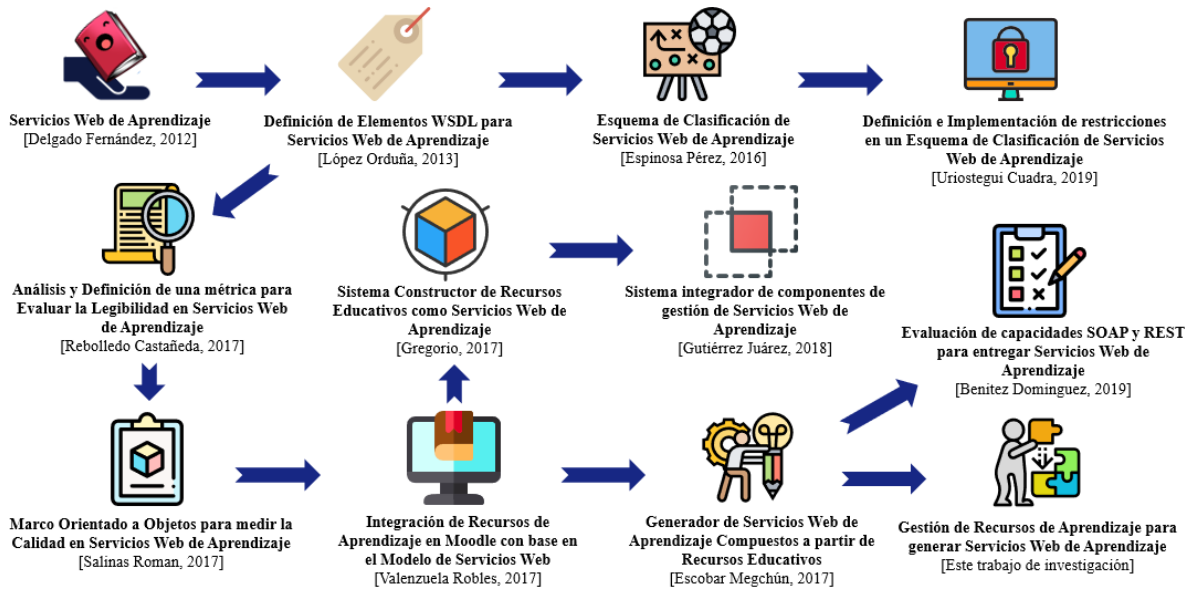 Servicios Web de Aprendizaje
[Delgado Fernández, 2012]
Definición de Elementos WSDL para
Servicios Web de Aprendizaje
[López Orduña, 2013]
Esquema de Clasificación de
Servicios Web de Aprendizaje
[Espinosa Pérez, 2016]
Definición e Implementación de restricciones
en un Esquema de Clasificación de Servicios
Web de Aprendizaje
[Uriostegui Cuadra, 2019]
Análisis y Definición de una métrica para
Evaluar la Legibilidad en Servicios Web
de Aprendizaje
[Rebolledo Castañeda, 2017]
Sistema Constructor de Recursos
Educativos como Servicios Web de
Aprendizaje
[Gregorio, 2017]
Sistema integrador de componentes de
gestión de Servicios Web de
Aprendizaje
[Gutiérrez Juárez, 2018]
Evaluación de capacidades SOAP y REST
para entregar Servicios Web de
Aprendizaje
[Benitez Dominguez, 2019]
Marco Orientado a Objetos para medir la
Calidad en Servicios Web de Aprendizaje
[Salinas Roman, 2017]
Integración de Recursos de
Aprendizaje en Moodle con base en
el Modelo de Servicios Web
[Valenzuela Robles, 2017]
Generador de Servicios Web de
Aprendizaje Compuestos a partir de
Recursos Educativos
[Escobar Megchún, 2017]
Gestión de Recursos de Aprendizaje para
generar Servicios Web de Aprendizaje
[Este trabajo de investigación]